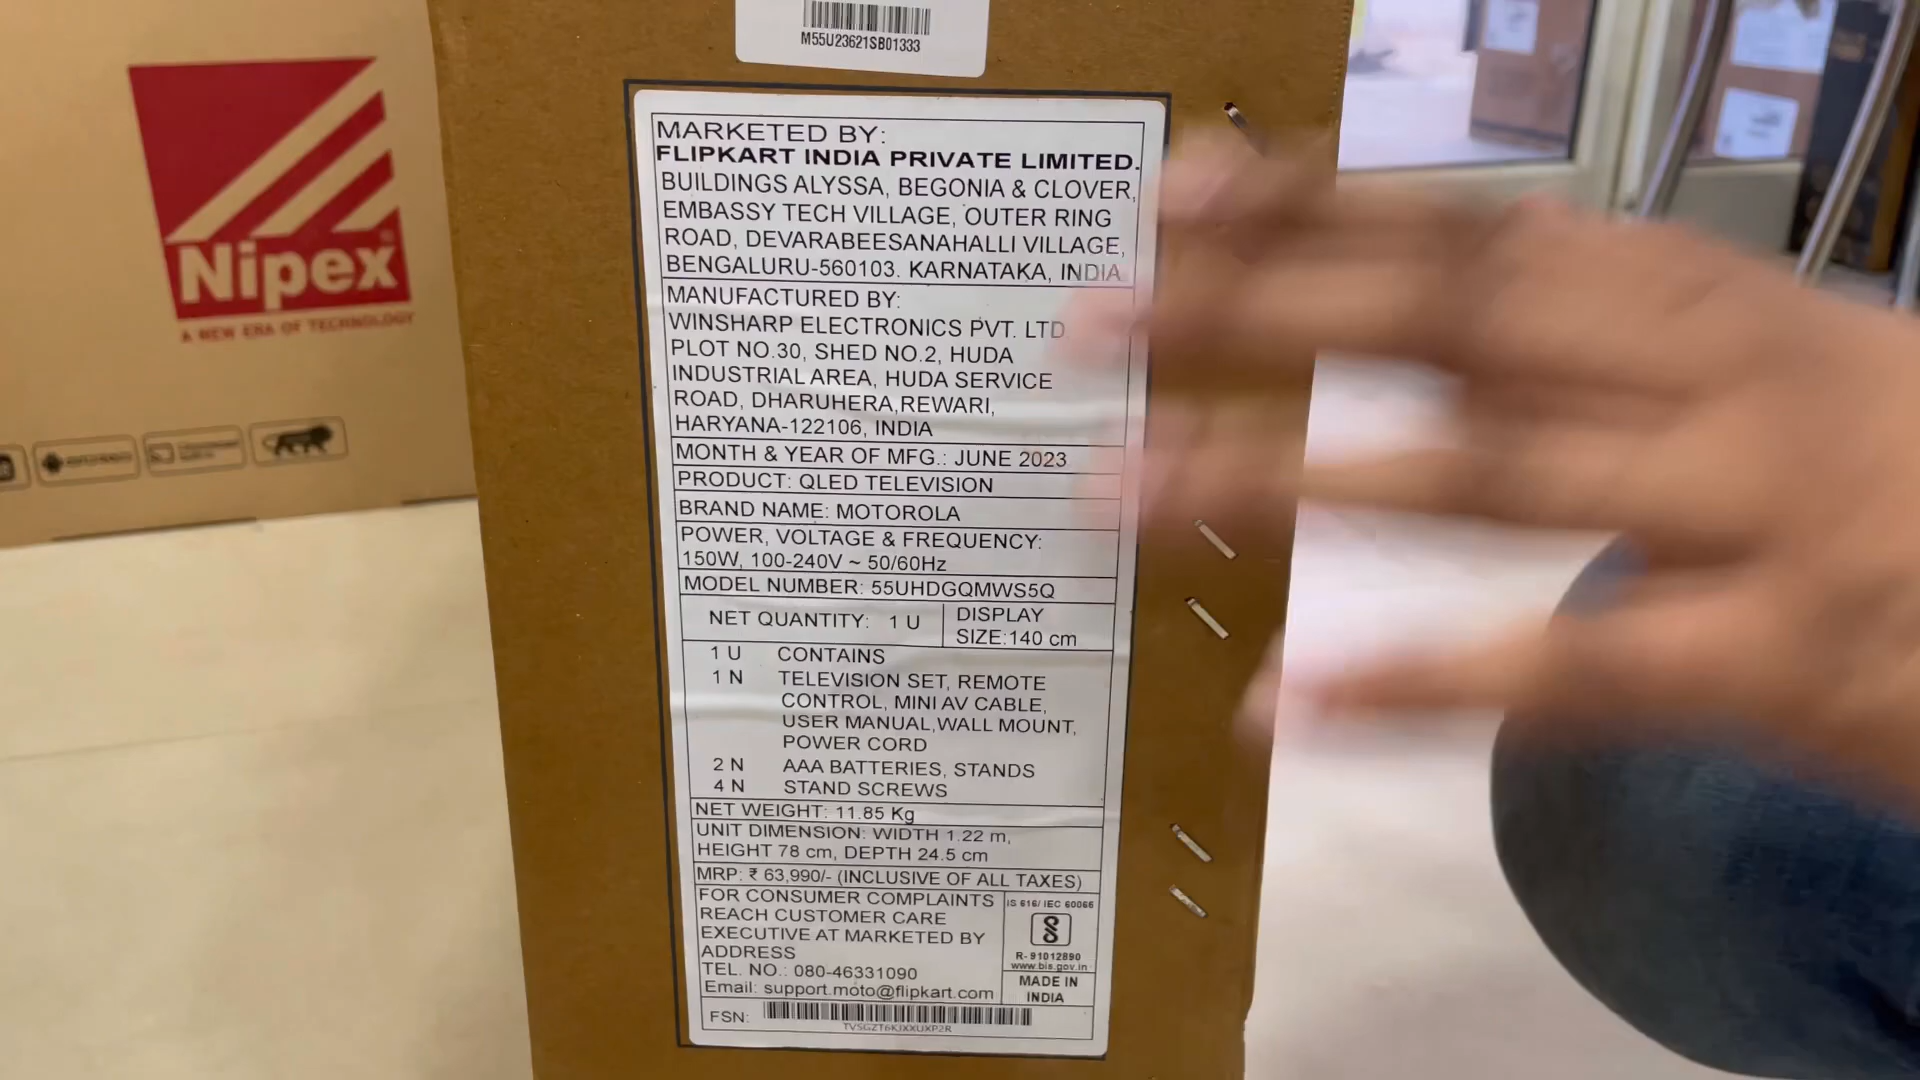 M55U23621SB01333
Nipex
A NEW ERA OF TECHNOLOGY
MARKETED BY:
FLIPKART INDIA PRIVATE LIMITED.
BUILDINGS ALYSSA, BEGONIA & CLOVER,
EMBASSY TECH VILLAGE, OUTER RING
ROAD, DEVARABEESANAHALLI VILLAGE,
BENGALURU-560103. KARNATAKA, INDIA
MANUFACTURED BY:
WINSHARP ELECTRONICS PVT. LTD
PLOT NO.30, SHED NO.2, HUDA
INDUSTRIAL AREA, HUDA SERVICE
ROAD, DHARUHERA,REWARI,
HARYANA-122106, INDIA
MONTH & YEAR OF MFG.: JUNE 2023
PRODUCT: QLED TELEVISION
BRAND NAME: MOTOROLA
POWER, VOLTAGE & FREQUENCY:
150W, 100-240V ~ 50/60Hz
MODEL NUMBER: 55UHDGQMWS5Q
NET QUANTITY: 1 U
DISPLAY
SIZE:140 cm
1 U CONTAINS
1 N TELEVISION SET, REMOTE
CONTROL, MINI AV CABLE,
USER MANUAL,WALL MOUNT,
POWER CORD
2 N AAA BATTERIES, STANDS
4 N STAND SCREWS
NET WEIGHT: 11.85 Kg
UNIT DIMENSION: WIDTH 1.22 m,
HEIGHT 78 cm, DEPTH 24.5 cm
MRP: ₹ 63,990/- (INCLUSIVE OF ALL TAXES)
FOR CONSUMER COMPLAINTS
REACH CUSTOMER CARE
EXECUTIVE AT MARKETED BY
ADDRESS
TEL. NO.: 080-46331090
Email: support.moto@flipkart.com
IS 616/ IEC 60065
R- 91012890
www.bis.gov.in
MADE IN
INDIA
FSN:
TVSGZT6KJXXUXP2R